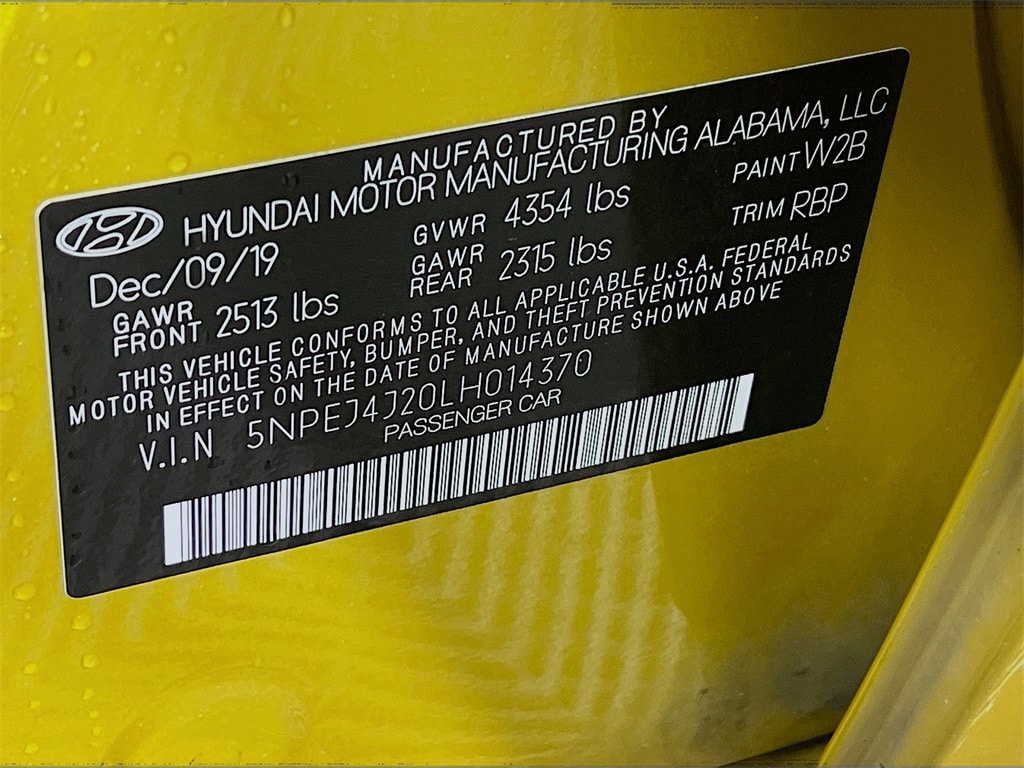 MANUFACTURED BY
HYUNDAI MOTOR MANUFACTURING ALABAMA, LLC
Dec/09/19 GVWR 4354 lbs PAINT W2B
GAWR FRONT 2513 lbs GAWR REAR 2315 lbs TRIM RBP
THIS VEHICLE CONFORMS TO ALL APPLICABLE U.S.A. FEDERAL
MOTOR VEHICLE SAFETY, BUMPER, AND THEFT PREVENTION STANDARDS
IN EFFECT ON THE DATE OF MANUFACTURE SHOWN ABOVE
V.I.N 5NPEJ4J20LH014370
PASSENGER CAR